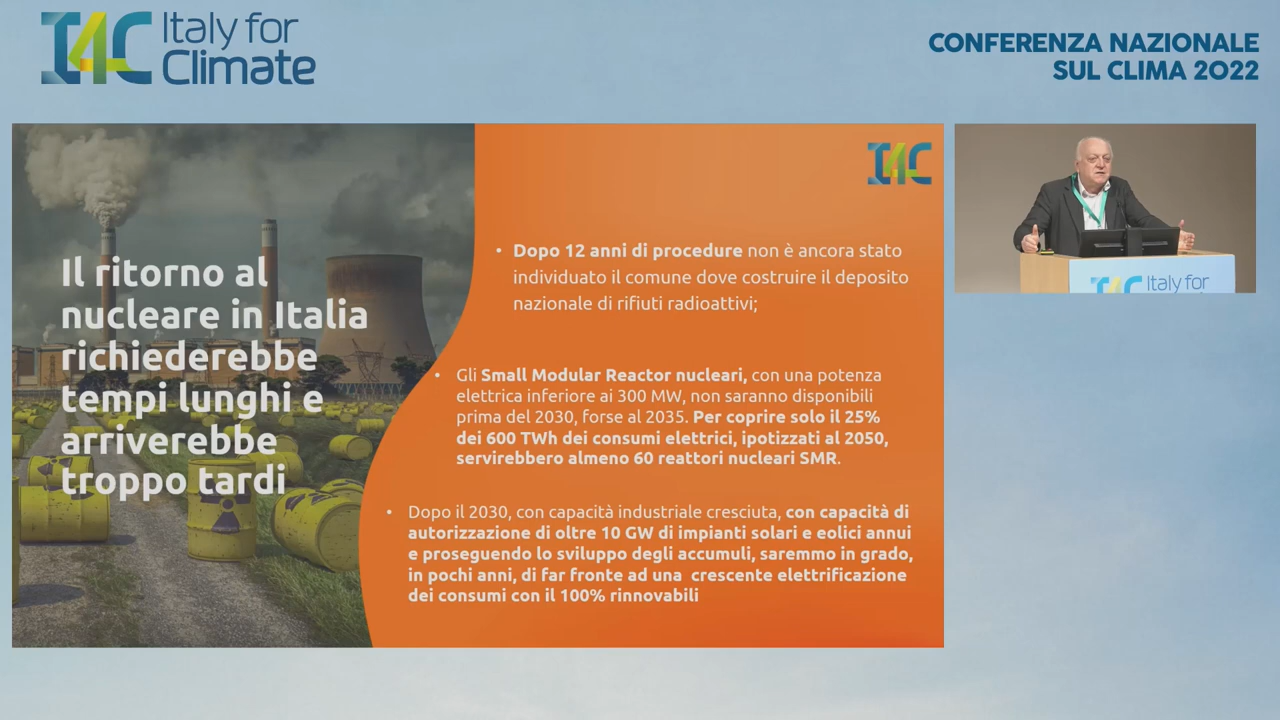 I4C Italy for
Climate
CONFERENZA NAZIONALE
SUL CLIMA 2022
Il ritorno al
nucleare in Italia
richiederebbe
tempi lunghi e
arriverebbe
troppo tardi
I4C
• Dopo 12 anni di procedure non è ancora stato
individuato il comune dove costruire il deposito
nazionale di rifiuti radioattivi;
• Gli Small Modular Reactor nucleari, con una potenza
elettrica inferiore ai 300 MW, non saranno disponibili
prima del 2030, forse al 2035. Per coprire solo il 25%
dei 600 TWh dei consumi elettrici, ipotizzati al 2050,
servirebbero almeno 60 reattori nucleari SMR.
• Dopo il 2030, con capacità industriale cresciuta, con capacità di
autorizzazione di oltre 10 GW di impianti solari e eolici annui
e proseguendo lo sviluppo degli accumuli, saremmo in grado,
in pochi anni, di far fronte ad una crescente elettrificazione
dei consumi con il 100% rinnovabili
I4C Italy for